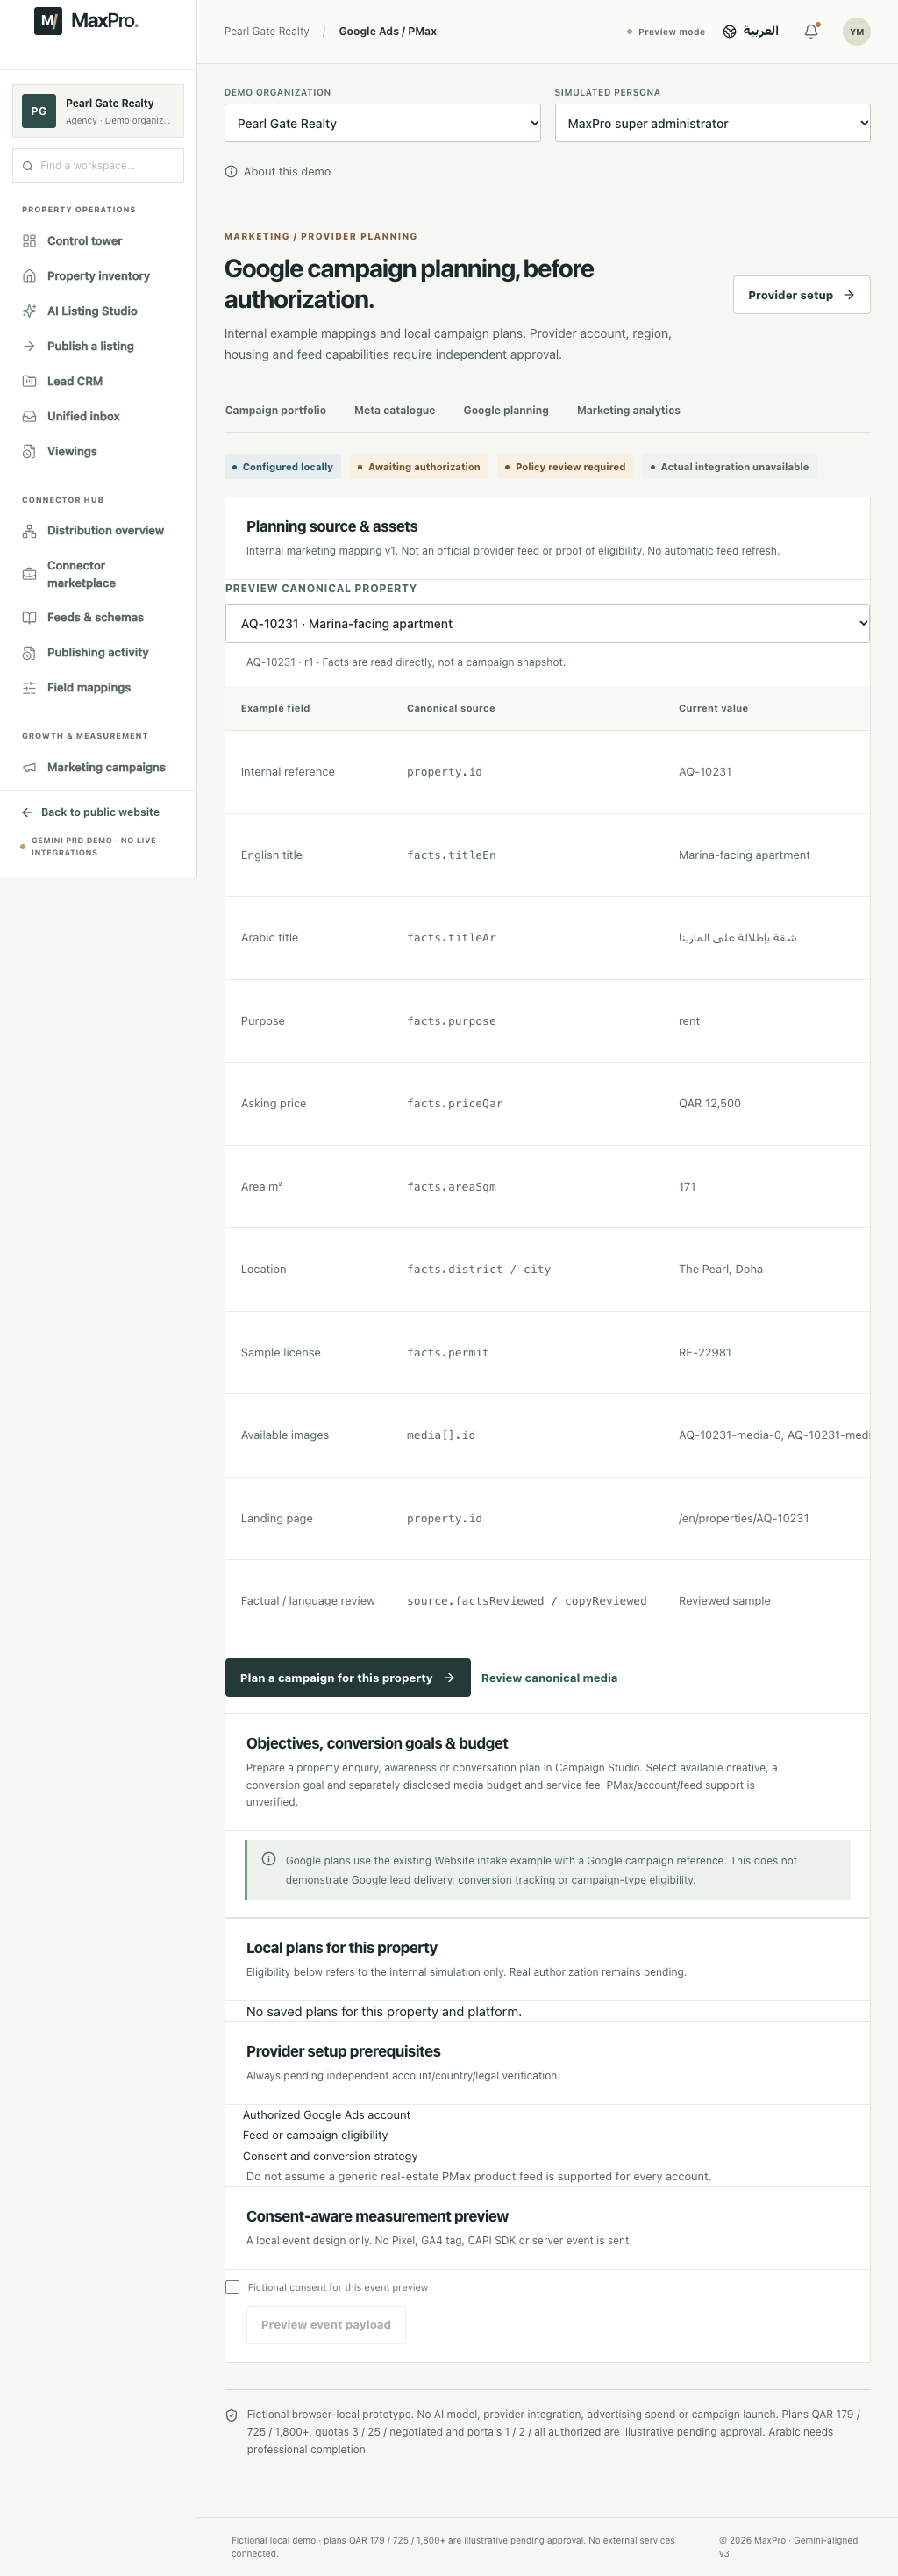 M/ MaxPro.
Pearl Gate Realty / Google Ads / PMax
Preview mode
العربية
YM
PG
Pearl Gate Realty
Agency · Demo organiz...
Find a workspace...
PROPERTY OPERATIONS
Control tower
Property inventory
AI Listing Studio
Publish a listing
Lead CRM
Unified inbox
Viewings
CONNECTOR HUB
Distribution overview
Connector
marketplace
Feeds & schemas
Publishing activity
Field mappings
GROWTH & MEASUREMENT
Marketing campaigns
Back to public website
GEMINI PRD DEMO · NO LIVE
INTEGRATIONS
DEMO ORGANIZATION
Pearl Gate Realty
SIMULATED PERSONA
MaxPro super administrator
About this demo
MARKETING / PROVIDER PLANNING
Google campaign planning, before
authorization.
Internal example mappings and local campaign plans. Provider account, region,
housing and feed capabilities require independent approval.
Provider setup
Campaign portfolio
Meta catalogue
Google planning
Marketing analytics
Configured locally
Awaiting authorization
Policy review required
Actual integration unavailable
Planning source & assets
Internal marketing mapping v1. Not an official provider feed or proof of eligibility. No automatic feed refresh.
PREVIEW CANONICAL PROPERTY
AQ-10231 · Marina-facing apartment
AQ-10231 · r1 · Facts are read directly, not a campaign snapshot.
Example field Canonical source Current value
Internal reference property.id AQ-10231
English title facts.titleEn Marina-facing apartment
Arabic title facts.titleAr شقة بإطلالة على المارينا
Purpose facts.purpose rent
Asking price facts.priceQar QAR 12,500
Area m² facts.areaSqm 171
Location facts.district / city The Pearl, Doha
Sample license facts.permit RE-22981
Available images media[].id AQ-10231-media-0, AQ-10231-medi
Landing page property.id /en/properties/AQ-10231
Factual / language review source.factsReviewed / copyReviewed Reviewed sample
Plan a campaign for this property
Review canonical media
Objectives, conversion goals & budget
Prepare a property enquiry, awareness or conversation plan in Campaign Studio. Select available creative, a
conversion goal and separately disclosed media budget and service fee. PMax/account/feed support is
unverified.
Google plans use the existing Website intake example with a Google campaign reference. This does not
demonstrate Google lead delivery, conversion tracking or campaign-type eligibility.
Local plans for this property
Eligibility below refers to the internal simulation only. Real authorization remains pending.
No saved plans for this property and platform.
Provider setup prerequisites
Always pending independent account/country/legal verification.
Authorized Google Ads account
Feed or campaign eligibility
Consent and conversion strategy
Do not assume a generic real-estate PMax product feed is supported for every account.
Consent-aware measurement preview
A local event design only. No Pixel, GA4 tag, CAPI SDK or server event is sent.
Fictional consent for this event preview
Preview event payload
Fictional browser-local prototype. No AI model, provider integration, advertising spend or campaign launch. Plans QAR 179 /
725 / 1,800+, quotas 3 / 25 / negotiated and portals 1 / 2 / all authorized are illustrative pending approval. Arabic needs
professional completion.
Fictional local demo · plans QAR 179 / 725 / 1,800+ are illustrative pending approval. No external services
connected.
© 2026 MaxPro · Gemini-aligned
v3